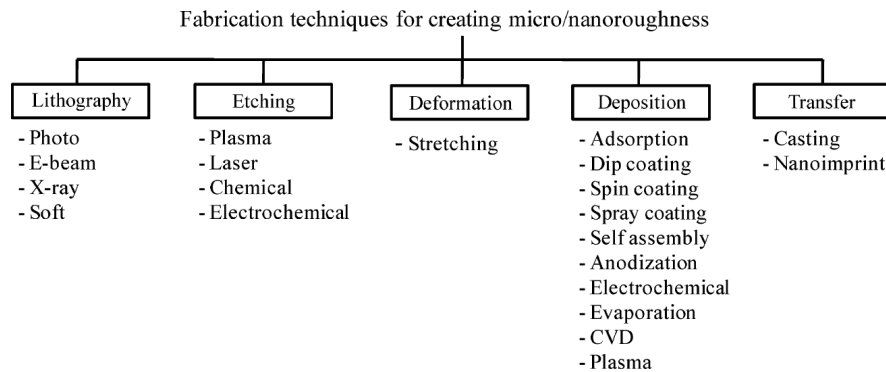 Fabrication techniques for creating micro/nanoroughness
Lithography
- Photo
- E-beam
- X-ray
- Soft
Etching
- Plasma
- Laser
- Chemical
- Electrochemical
Deformation
- Stretching
Deposition
- Adsorption
- Dip coating
- Spin coating
- Spray coating
- Self assembly
- Anodization
- Electrochemical
- Evaporation
- CVD
- Plasma
Transfer
- Casting
- Nanoimprint